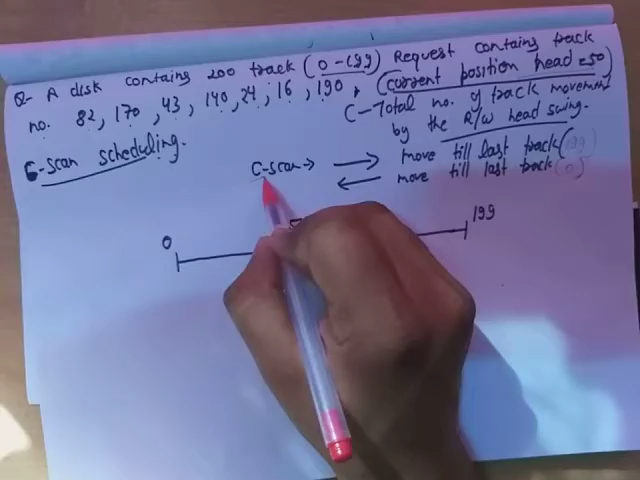 Q- A disk contains 200 track (0-199) Request contains track
no. 82, 170, 43, 140, 24, 16, 190, (current position head = 50)
C- Total no. of track movement
by the R/W head swing.
C-scan scheduling.
C-scan → → move till last track (199)
← move till last track (0)
0 199